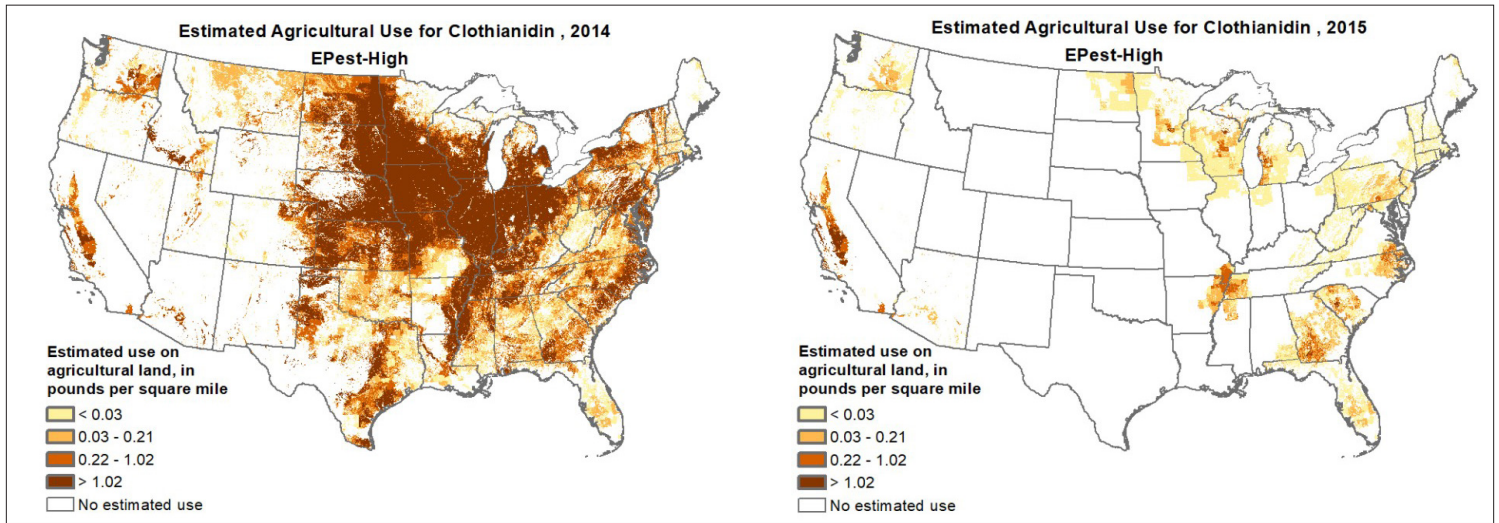 Estimated Agricultural Use for Clothianidin , 2014
EPest-High
Estimated use on
agricultural land, in
pounds per square mile
< 0.03
0.03 - 0.21
0.22 - 1.02
> 1.02
No estimated use
Estimated Agricultural Use for Clothianidin , 2015
EPest-High
Estimated use on
agricultural land, in
pounds per square mile
< 0.03
0.03 - 0.21
0.22 - 1.02
> 1.02
No estimated use